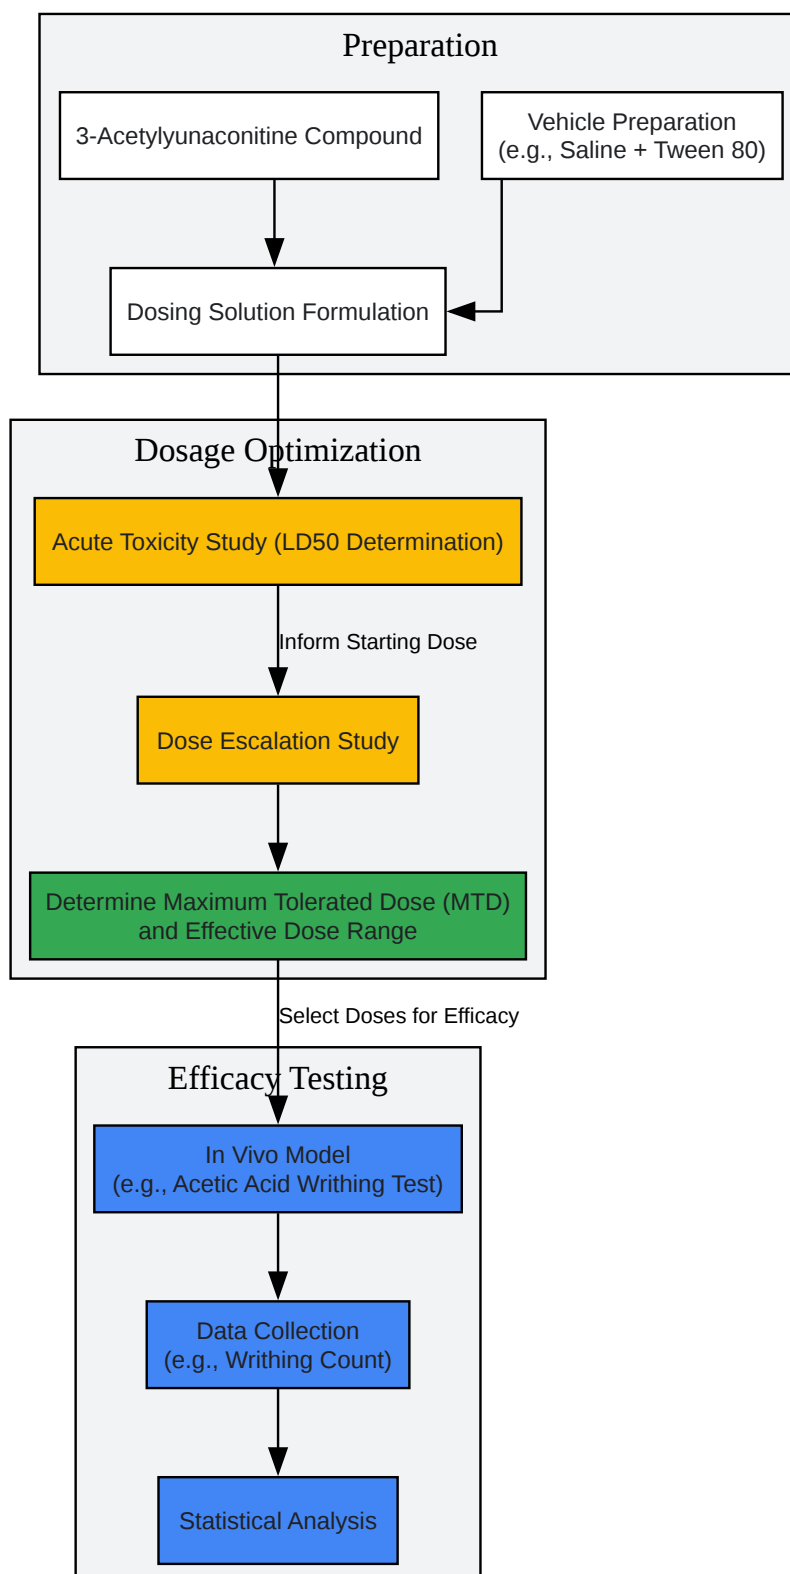 Preparation
3-Acetylyunaconitine Compound
Vehicle Preparation
(e.g., Saline + Tween 80)
Dosing Solution Formulation
Dosage Optimization
Acute Toxicity Study (LD50 Determination)
Inform Starting Dose
Dose Escalation Study
Determine Maximum Tolerated Dose (MTD)
and Effective Dose Range
Select Doses for Efficacy
Efficacy Testing
In Vivo Model
(e.g., Acetic Acid Writhing Test)
Data Collection
(e.g., Writhing Count)
Statistical Analysis